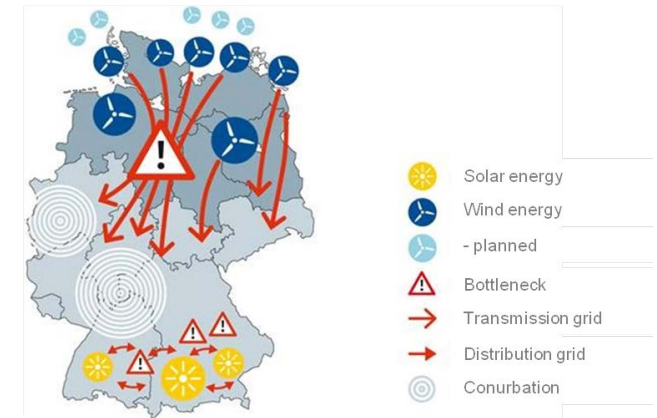 Solar energy
Wind energy
- planned
Bottleneck
Transmission grid
Distribution grid
Conurbation